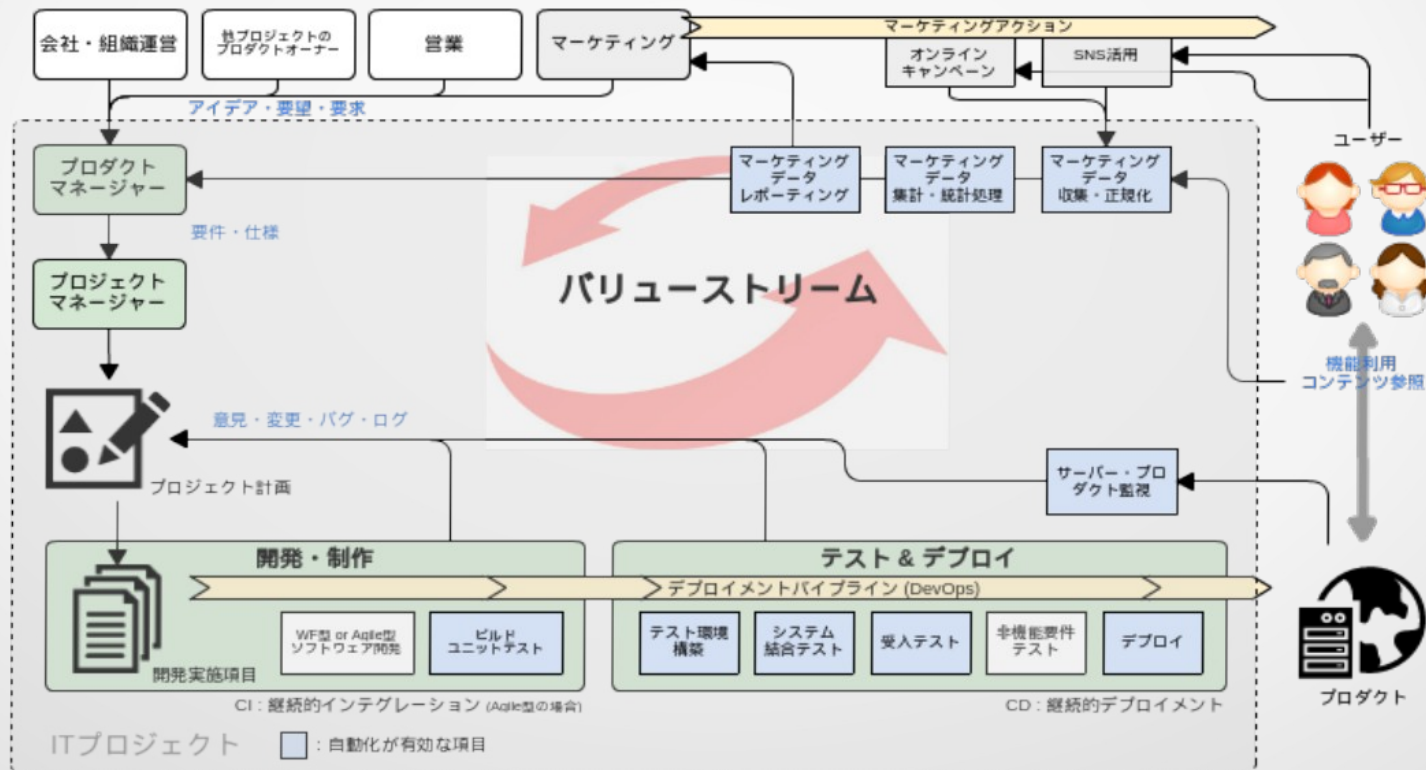 会社・組織運営
他プロジェクトの
プロダクトオーナー
営業
マーケティング
マーケティングアクション
オンライン
キャンペーン
SNS活用
アイデア・要望・要求
ユーザー
プロダクト
マネージャー
マーケティング
データ
レポーティング
マーケティング
データ
集計・統計処理
マーケティング
データ
収集・正規化
要件・仕様
プロジェクト
マネージャー
バリューストリーム
機能利用
コンテンツ参照
意見・変更・バグ・ログ
プロジェクト計画
サーバー・プロ
ダクト監視
開発・制作
テスト & デプロイ
デプロイメントパイプライン (DevOps)
WF型 or Agile型
ソフトウェア開発
ビルド
ユニットテスト
テスト環境
構築
システム
結合テスト
受入テスト
非機能要件
テスト
デプロイ
開発実施項目
プロダクト
CI : 継続的インテグレーション (Agile型の場合)
CD : 継続的デプロイメント
ITプロジェクト
: 自動化が有効な項目